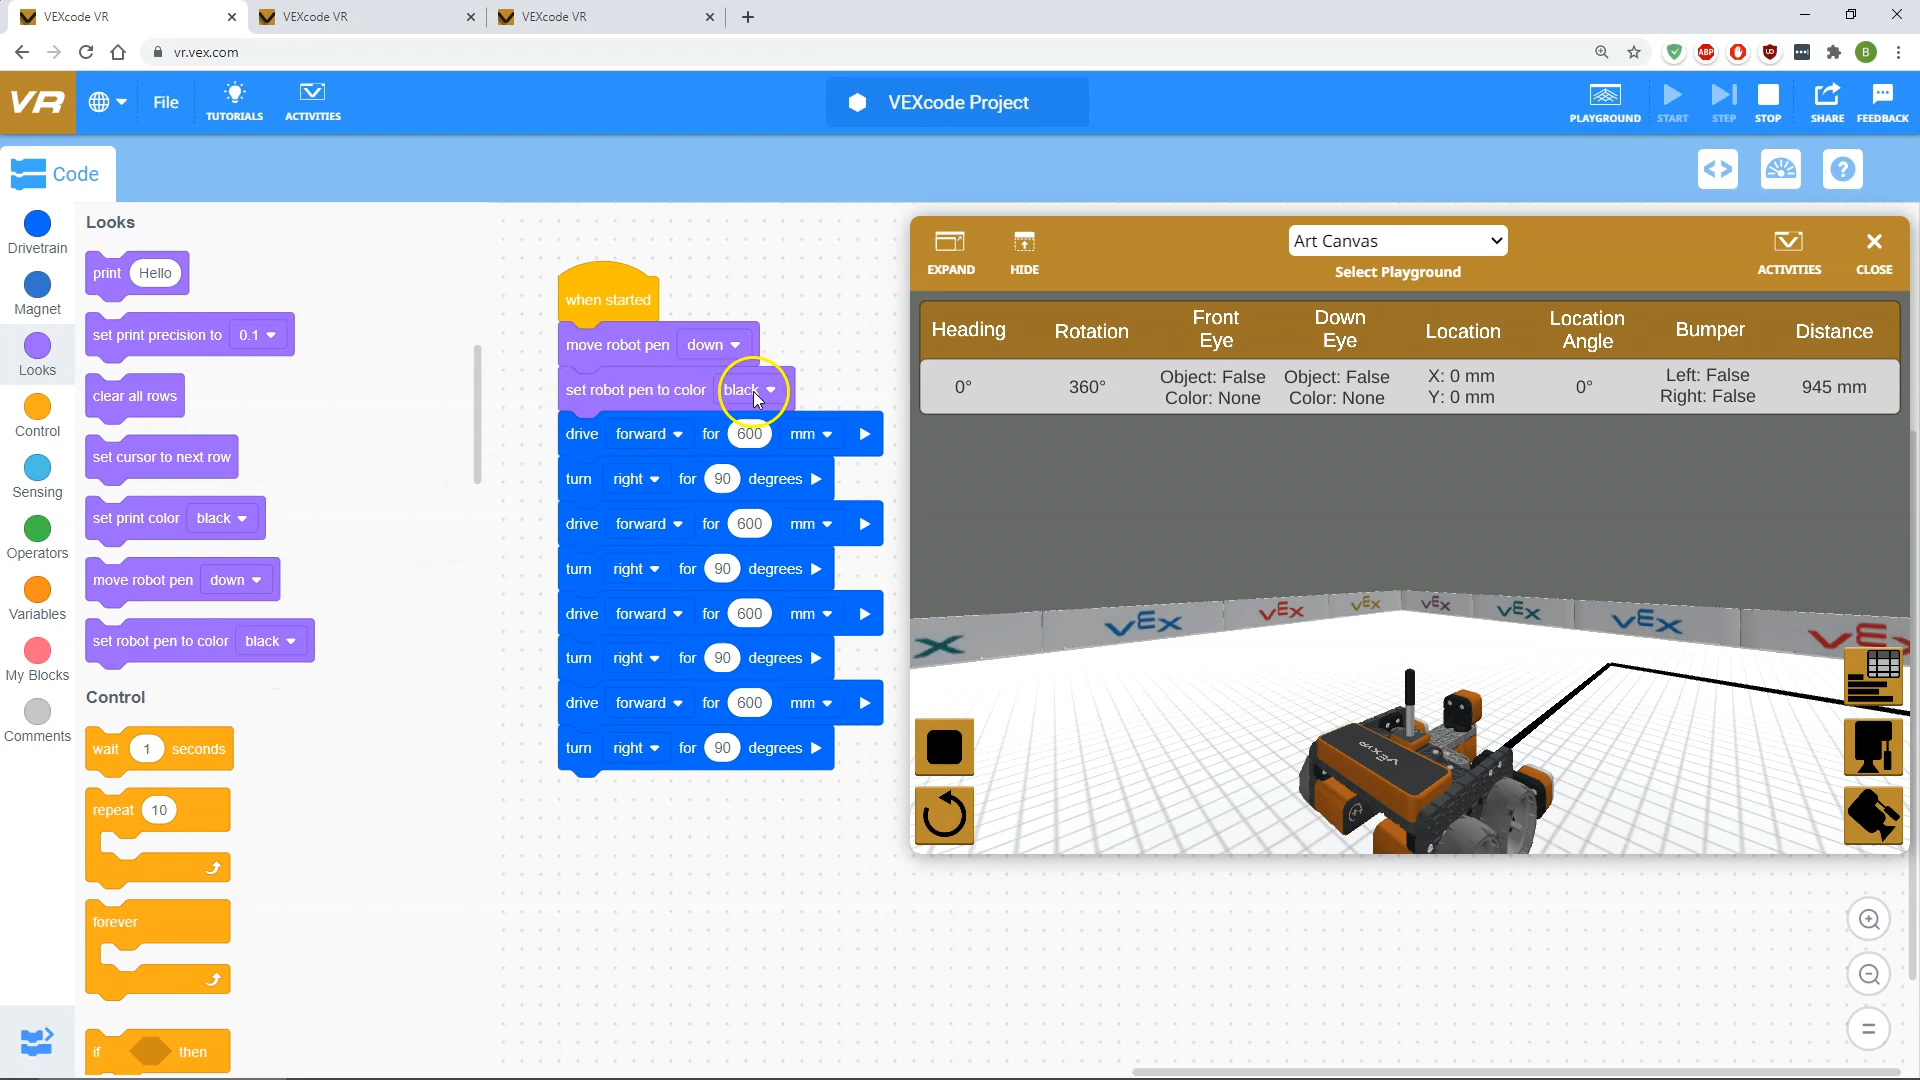 VEXcode VR
VEXcode VR
VEXcode VR
vr.vex.com
ABP
B
VR
File
TUTORIALS
ACTIVITIES
VEXcode Project
PLAYGROUND
START
STEP
STOP
SHARE
FEEDBACK
Code
Drivetrain
Magnet
Looks
Control
Sensing
Operators
Variables
My Blocks
Comments
Looks
print Hello
set print precision to 0.1
clear all rows
set cursor to next row
set print color black
move robot pen down
set robot pen to color black
Control
wait 1 seconds
repeat 10
forever
if then
when started
move robot pen down
set robot pen to color black
drive forward for 600 mm
turn right for 90 degrees
drive forward for 600 mm
turn right for 90 degrees
drive forward for 600 mm
turn right for 90 degrees
drive forward for 600 mm
turn right for 90 degrees
EXPAND
HIDE
Art Canvas
Select Playground
ACTIVITIES
CLOSE
Heading Rotation Front Eye Down Eye Location Location Angle Bumper Distance
0° 360° Object: False Object: False X: 0 mm 0° Left: False 945 mm
Color: None Color: None Y: 0 mm Right: False
VEX VEX VEX VEX VEX VEX
VEXVR